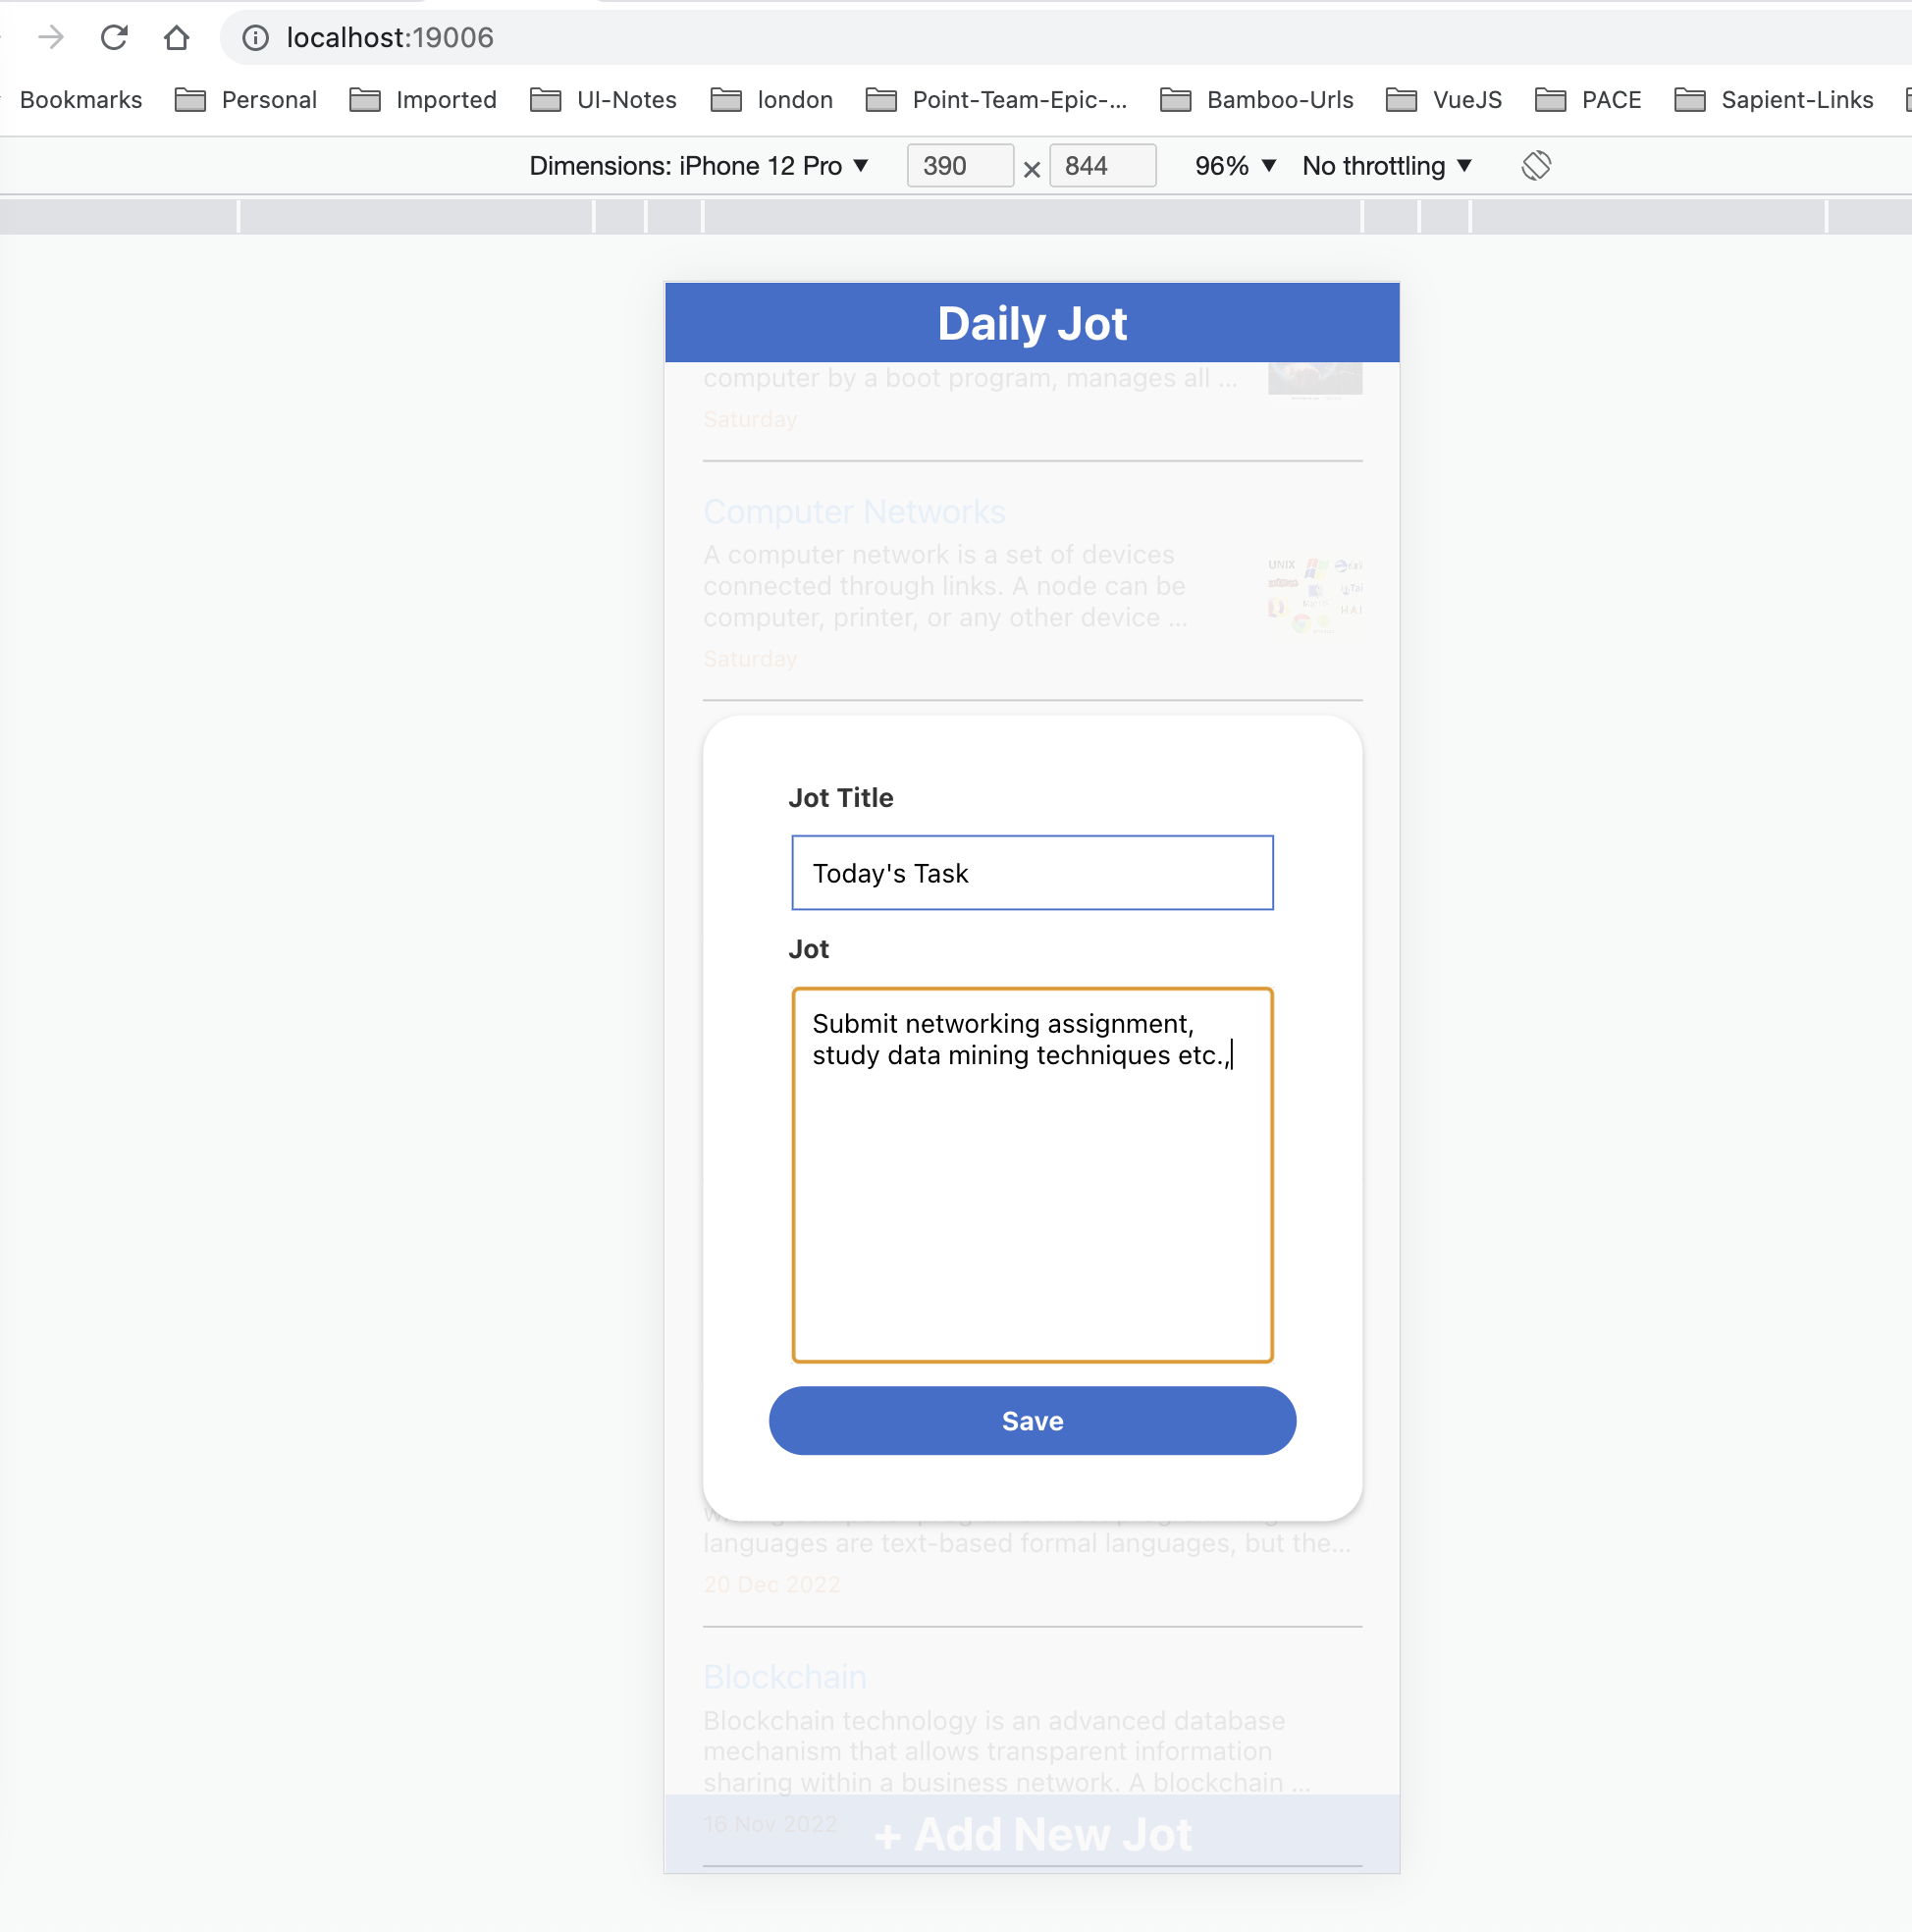 localhost:19006
Bookmarks Personal Imported UI-Notes london Point-Team-Epic-... Bamboo-Urls VueJS PACE Sapient-Links
Dimensions: iPhone 12 Pro ▼ 390 × 844 96% ▼ No throttling ▼
Daily Jot
computer by a boot program, manages all ...
Saturday
Computer Networks
A computer network is a set of devices
connected through links. A node can be
computer, printer, or any other device ...
UNIX
HAI
Saturday
Jot Title
Today's Task
Jot
Submit networking assignment,
study data mining techniques etc.,
Save
languages are text-based formal languages, but the...
20 Dec 2022
Blockchain
Blockchain technology is an advanced database
mechanism that allows transparent information
sharing within a business network. A blockchain ...
16 Nov 2022
+ Add New Jot